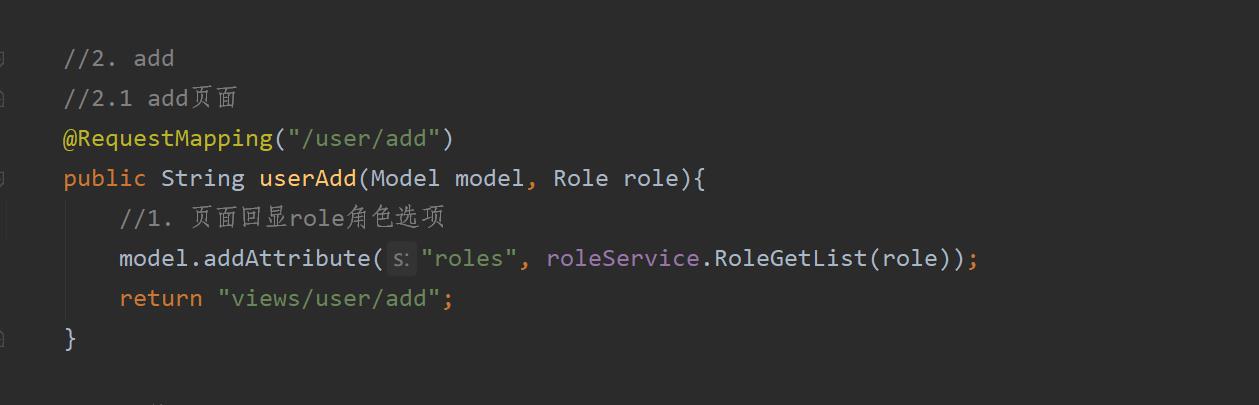 //2. add
//2.1 add页面
@RequestMapping("/user/add")
public String userAdd(Model model, Role role){
//1. 页面回显role角色选项
model.addAttribute( s: "roles", roleService.RoleGetList(role));
return "views/user/add";
}